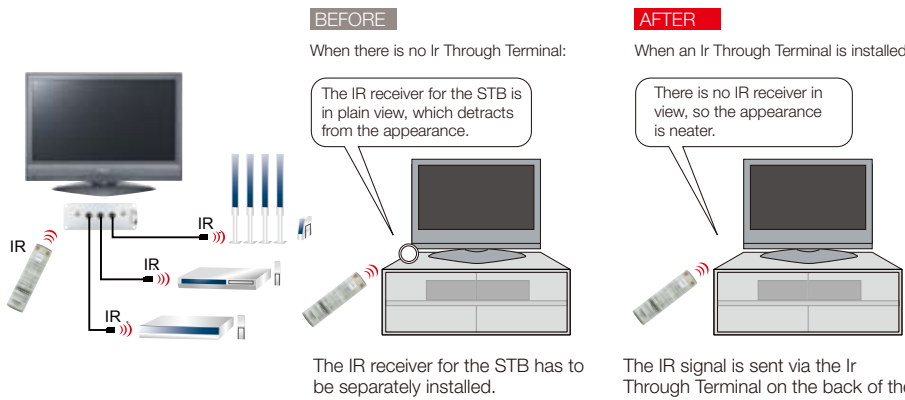 BEFORE
When there is no Ir Through Terminal:
The IR receiver for the STB is
in plain view, which detracts
from the appearance.
The IR receiver for the STB has to
be separately installed.
AFTER
When an Ir Through Terminal is installed
There is no IR receiver in
view, so the appearance
is neater.
The IR signal is sent via the Ir
Through Terminal on the back of the
IR
IR
IR
IR